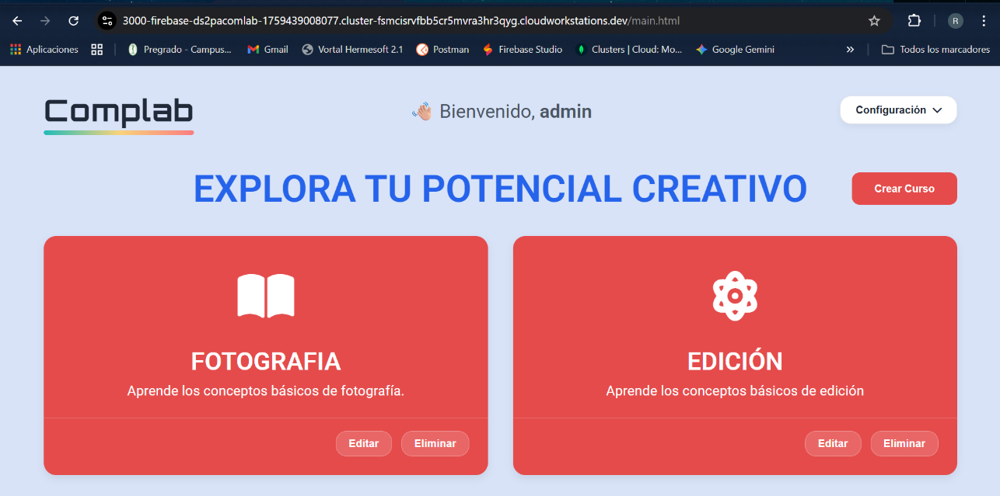 3000-firebase-ds2pacomlab-1759439008077.cluster-fsmcisrvfbb5cr5mvra3hr3qyg.cloudworkstations.dev/main.html
R
Aplicaciones Pregrado - Campus... Gmail Vortal Hermesoft 2.1 Postman Firebase Studio Clusters | Cloud: Mo... Google Gemini » Todos los marcadores
Complab
Bienvenido, admin
Configuración
EXPLORA TU POTENCIAL CREATIVO
Crear Curso
FOTOGRAFIA
Aprende los conceptos básicos de fotografía.
Editar Eliminar
EDICIÓN
Aprende los conceptos básicos de edición
Editar Eliminar